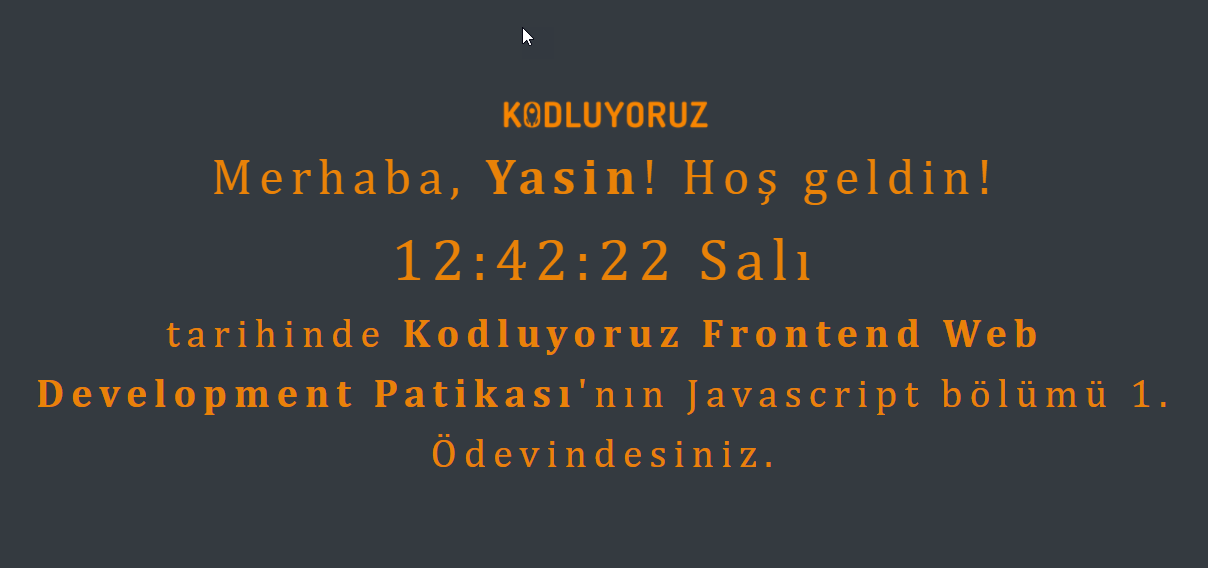 KODLUYORUZ
Merhaba, Yasin! Hoş geldin!
12:42:22 Salı
tarihinde Kodluyoruz Frontend Web
Development Patikası'nın Javascript bölümü 1.
Ödevindesiniz.